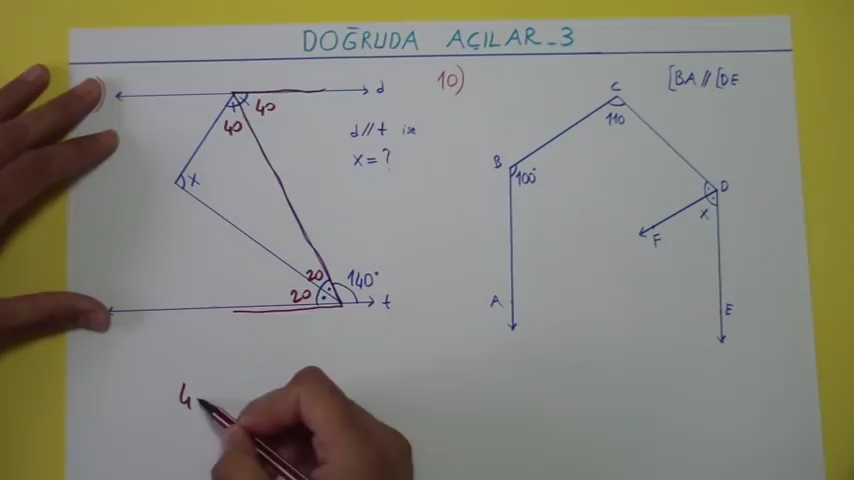 DOĞRUDA AÇILAR_3
d
40
40
d//t ise
x=?
x
20
20
140°
t
4
10)
[BA//[DE
C
110
B
100°
D
x
F
A
E